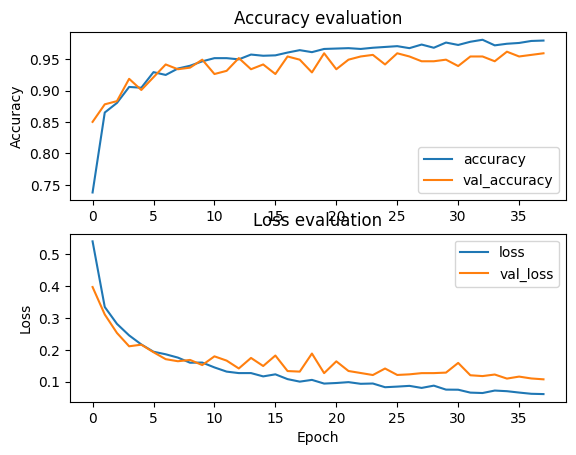 Accuracy evaluation
Accuracy
0.95
0.90
0.85
0.80
0.75
accuracy
val_accuracy
0 5 10 15 20 25 30 35
Loss evaluation
Loss
0.5
0.4
0.3
0.2
0.1
loss
val_loss
0 5 10 15 20 25 30 35
Epoch